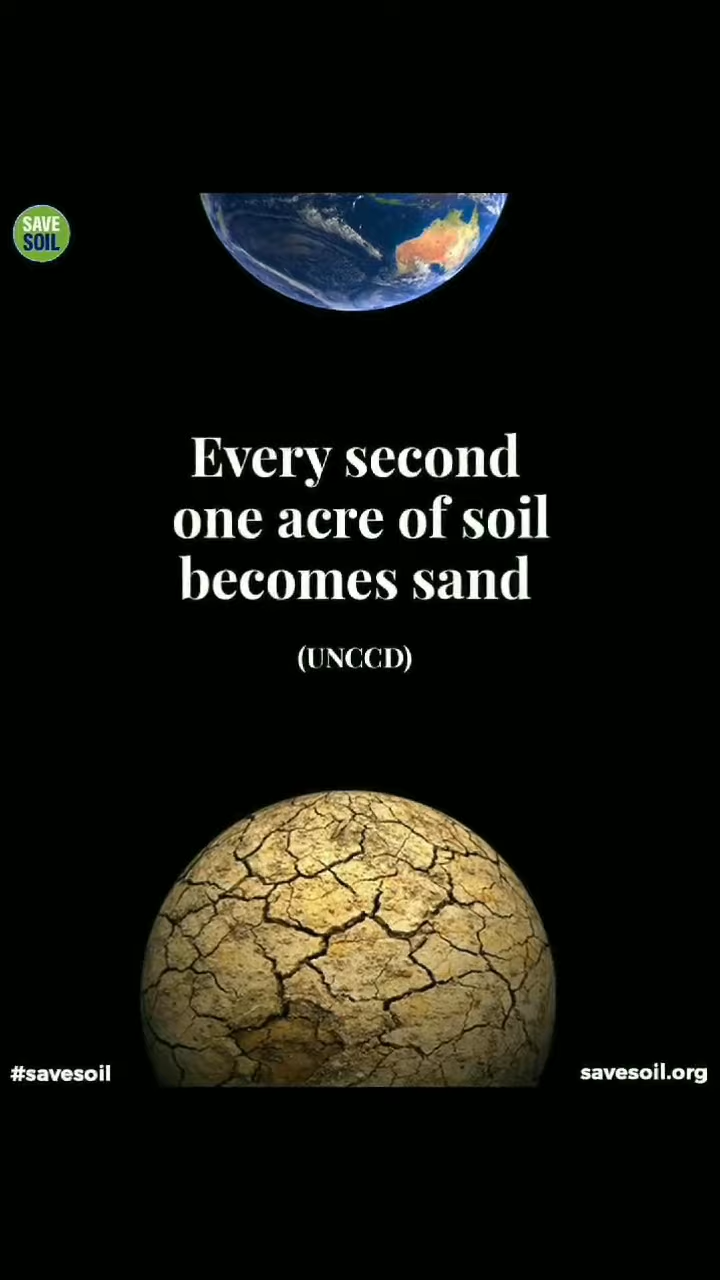 SAVE
SOIL
Every second
one acre of soil
becomes sand
(UNCCD)
#savesoil
savesoil.org